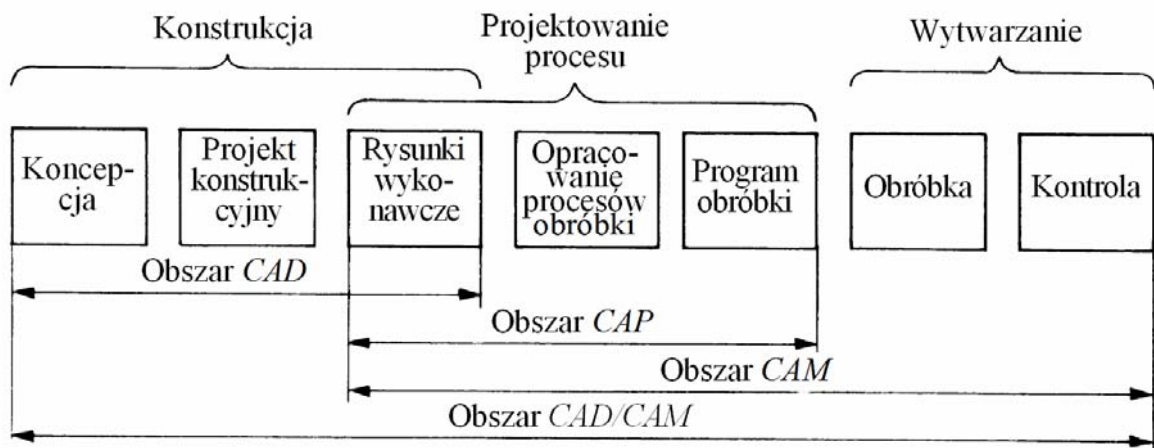 Konstrukcja
Projektowanie
procesu
Wytwarzanie
Koncep-
cja
Projekt
konstruk-
cyjny
Rysunki
wyko-
nawcze
Opraco-
wanie
procesów
obróbki
Program
obróbki
Obróbka
Kontrola
Obszar CAD
Obszar CAP
Obszar CAM
Obszar CAD/CAM